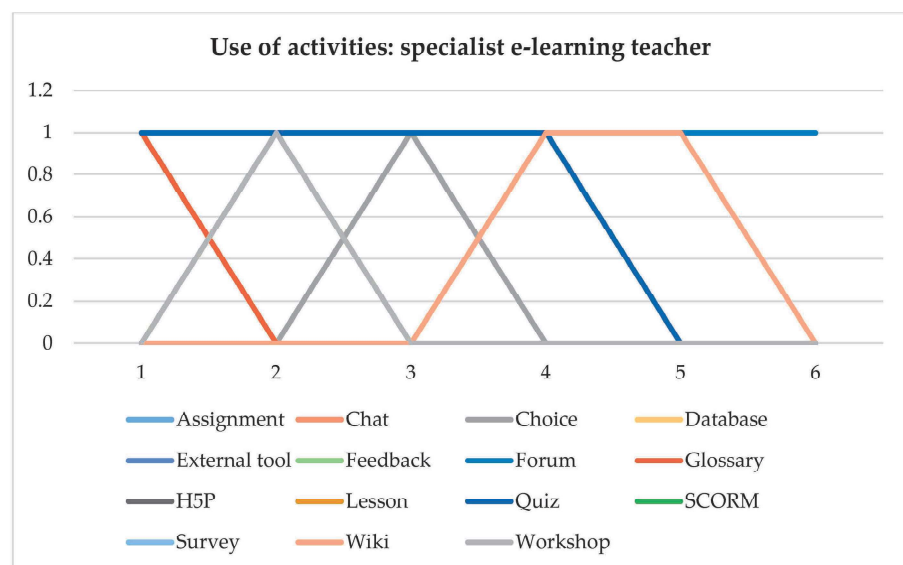 Use of activities: specialist e-learning teacher
1.2
1
0.8
0.6
0.4
0.2
0
1 2 3 4 5 6
Assignment Chat Choice Database
External tool Feedback Forum Glossary
H5P Lesson Quiz SCORM
Survey Wiki Workshop